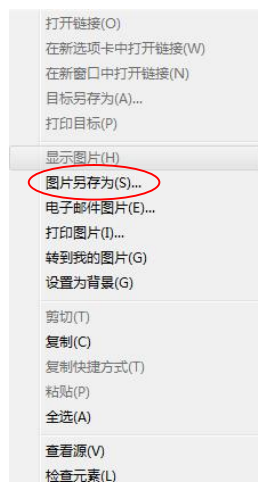 打开链接(O)
在新选项卡中打开链接(W)
在新窗口中打开链接(N)
目标另存为(A)...
打印目标(P)
显示图片(H)
图片另存为(S)...
电子邮件图片(E)...
打印图片(I)...
转到我的图片(G)
设置为背景(G)
剪切(T)
复制(C)
复制快捷方式(T)
粘贴(P)
全选(A)
查看源(V)
检查元素(L)